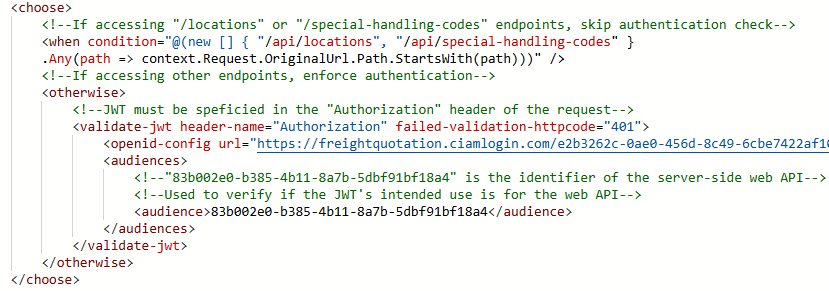 <choose>
<!--If accessing "/locations" or "/special-handling-codes" endpoints, skip authentication check-->
<when condition="@(new [] { "/api/locations", "/api/special-handling-codes" }
.Any(path => context.Request.OriginalUrl.Path.StartsWith(path)))" />
<!--If accessing other endpoints, enforce authentication-->
<otherwise>
<!--JWT must be speficied in the "Authorization" header of the request-->
<validate-jwt header-name="Authorization" failed-validation-httpcode="401">
<openid-config url="https://freightquotation.ciamlogin.com/e2b3262c-0ae0-456d-8c49-6cbe7422af16
<audiences>
<!--"83b002e0-b385-4b11-8a7b-5dbf91bf18a4" is the identifier of the server-side web API-->
<!--Used to verify if the JWT's intended use is for the web API-->
<audience>83b002e0-b385-4b11-8a7b-5dbf91bf18a4</audience>
</audiences>
</validate-jwt>
</otherwise>
</choose>